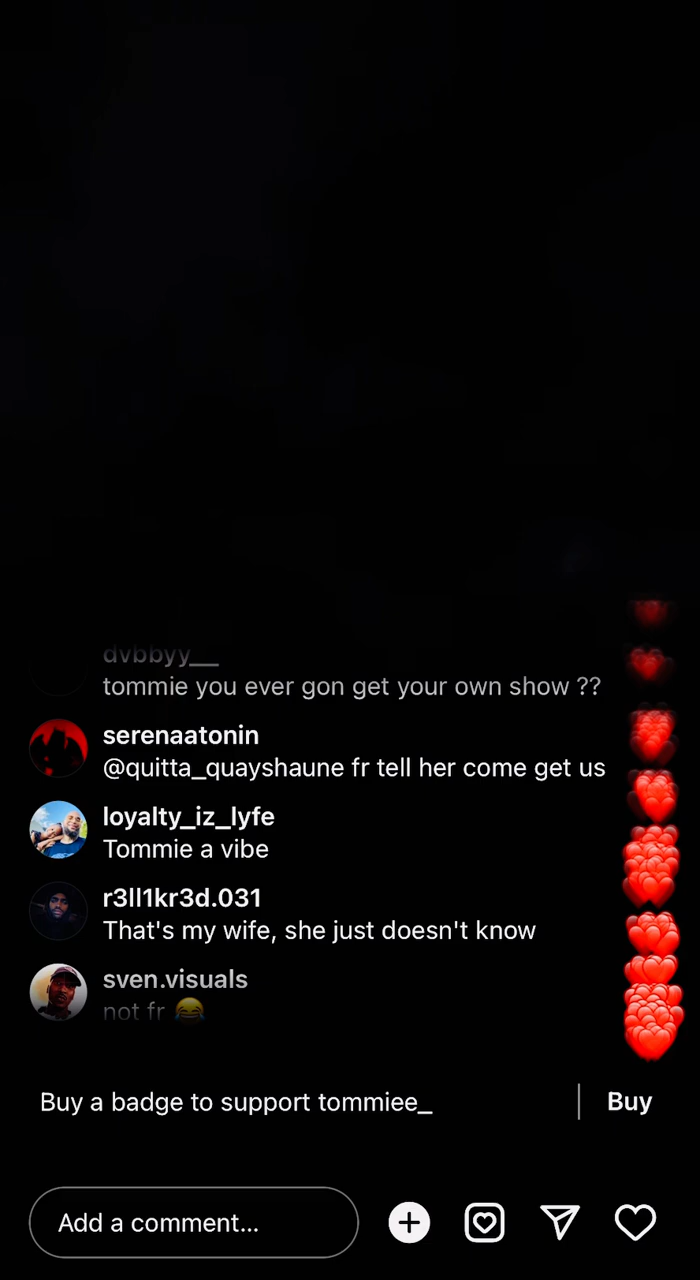 dvbbyy__
tommie you ever gon get your own show ??
serenaatonin
@quitta_quayshaune fr tell her come get us
loyalty_iz_lyfe
Tommie a vibe
r3ll1kr3d.031
That's my wife, she just doesn't know
sven.visuals
not fr 😂
Buy a badge to support tommiee_
Buy
Add a comment...